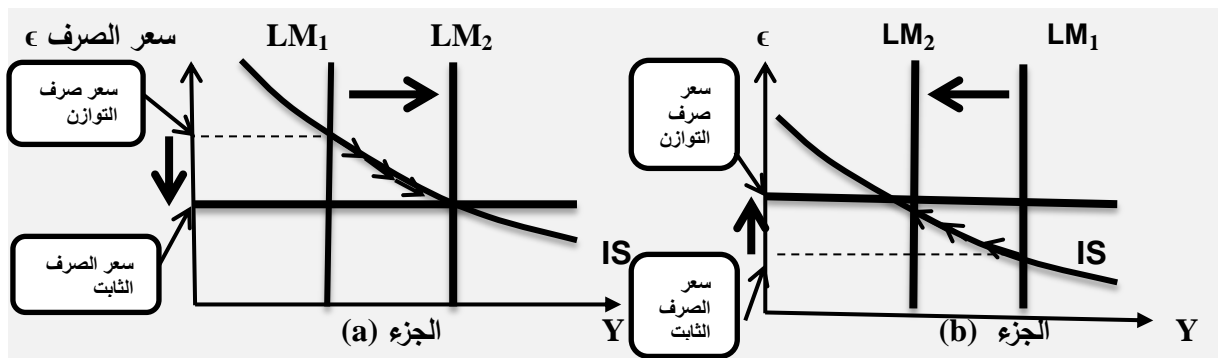 سعر الصرف ϵ
LM₁
LM₂
سعر صرف
التوازن
سعر الصرف
الثابت
IS
Y
الجزء (a)
ϵ
LM₂
LM₁
سعر
صرف
التوازن
سعر
الصرف
الثابت
IS
الجزء (b)
Y